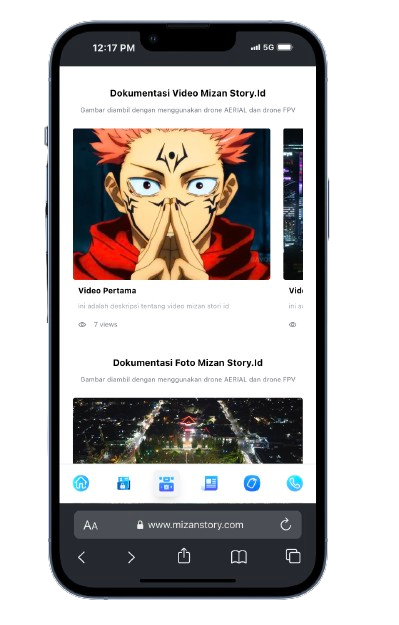 12:17 PM
5G
Dokumentasi Video Mizan Story.Id
Gambar diambil dengan menggunakan drone AERIAL dan drone FPV
Video Pertama
Vide
ini adalah deskripsi tentang video mizan stori id
ini a
7 views
Dokumentasi Foto Mizan Story.Id
Gambar diambil dengan menggunakan drone AERIAL dan drone FPV
AA
www.mizanstory.com